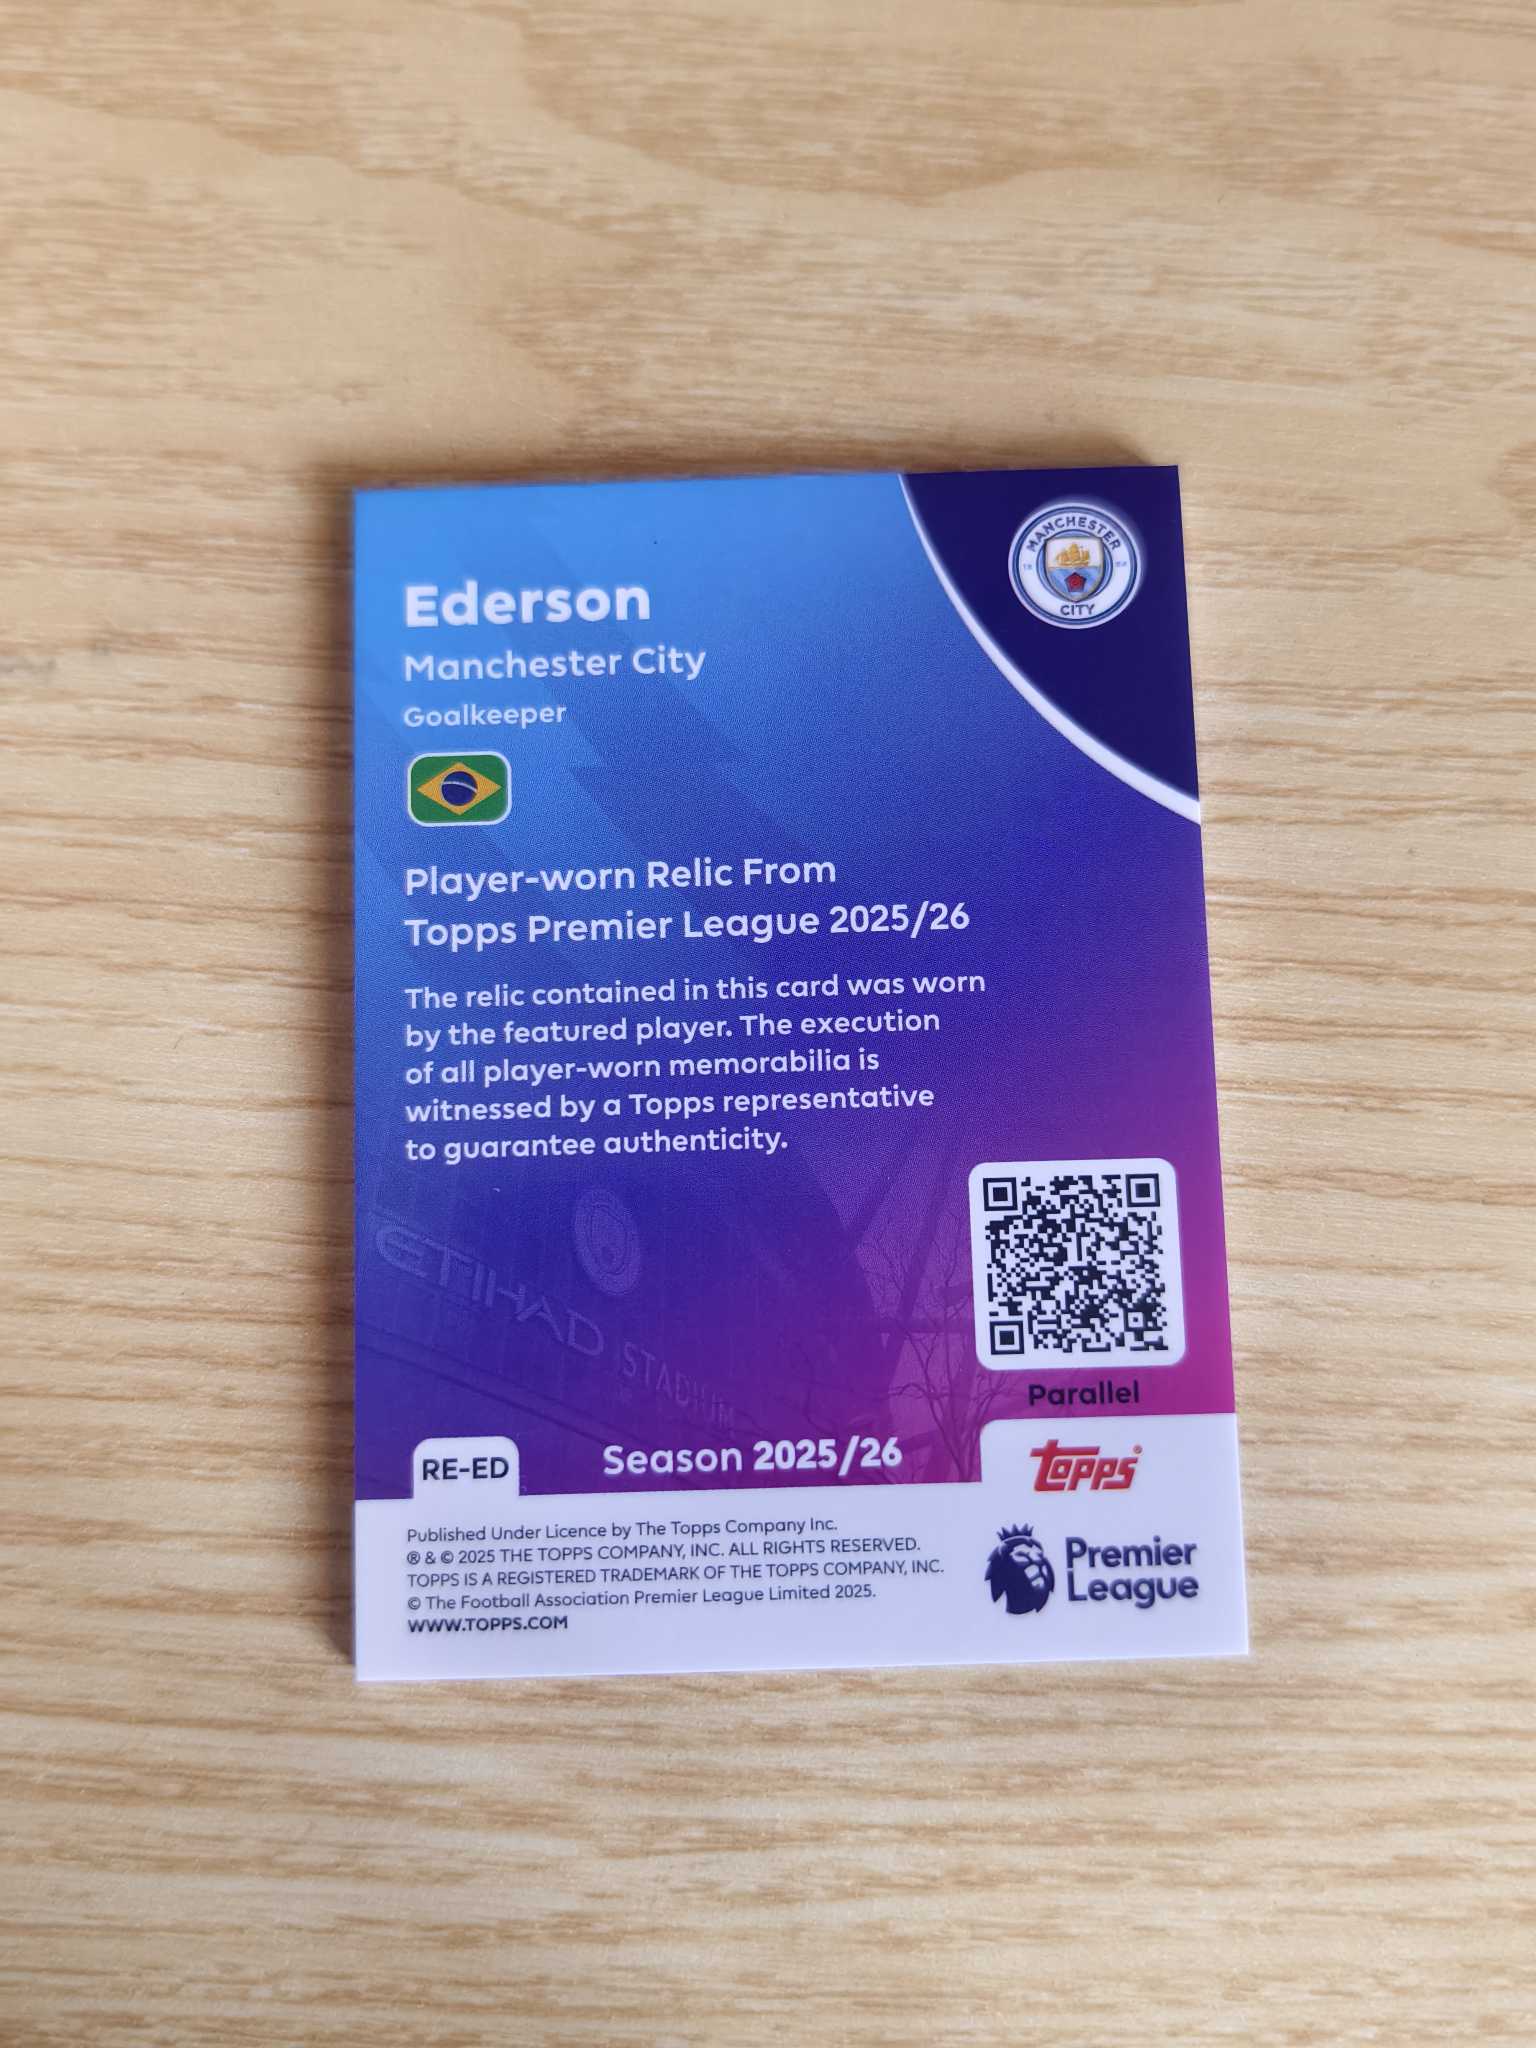 MANCHESTER
CITY
Ederson
Manchester City
Goalkeeper
Player-worn Relic From
Topps Premier League 2025/26
The relic contained in this card was worn
by the featured player. The execution
of all player-worn memorabilia is
witnessed by a Topps representative
to guarantee authenticity.
ETIHAD
STADIUM
Parallel
RE-ED
Season 2025/26
Topps®
Published Under Licence by The Topps Company Inc.
® & © 2025 THE TOPPS COMPANY, INC. ALL RIGHTS RESERVED.
TOPPS IS A REGISTERED TRADEMARK OF THE TOPPS COMPANY, INC.
© The Football Association Premier League Limited 2025.
WWW.TOPPS.COM
Premier
League